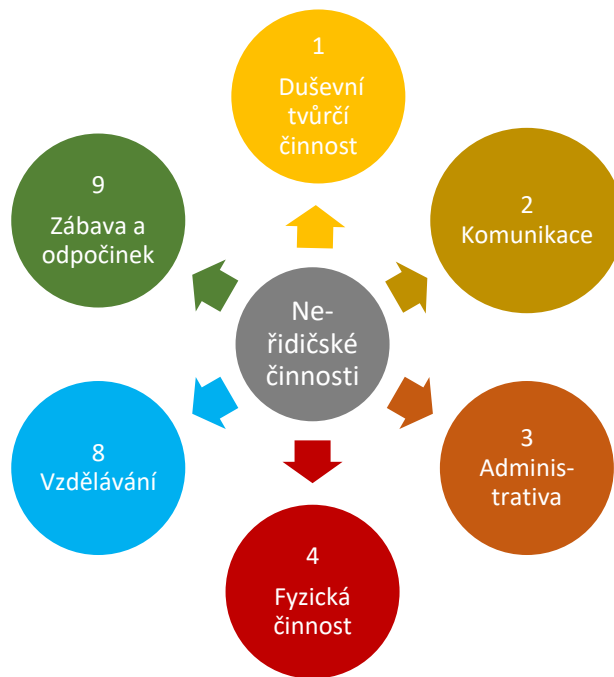 1
Duševní
tvůrčí
činnost
2
Komunikace
3
Adminis-
trativa
4
Fyzická
činnost
8
Vzdělávání
9
Zábava a
odpočinek
Ne-
řidičské
činnosti